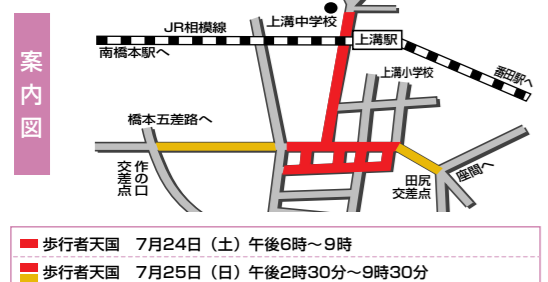 案内図
JR相模線
上溝中学校
南橋本駅へ
上溝駅
番田駅へ
上溝小学校
橋本五差路へ
作の口
交差点
田尻
交差点
座間へ
歩行者天国 7月24日（土）午後6時～9時
歩行者天国 7月25日（日）午後2時30分～9時30分